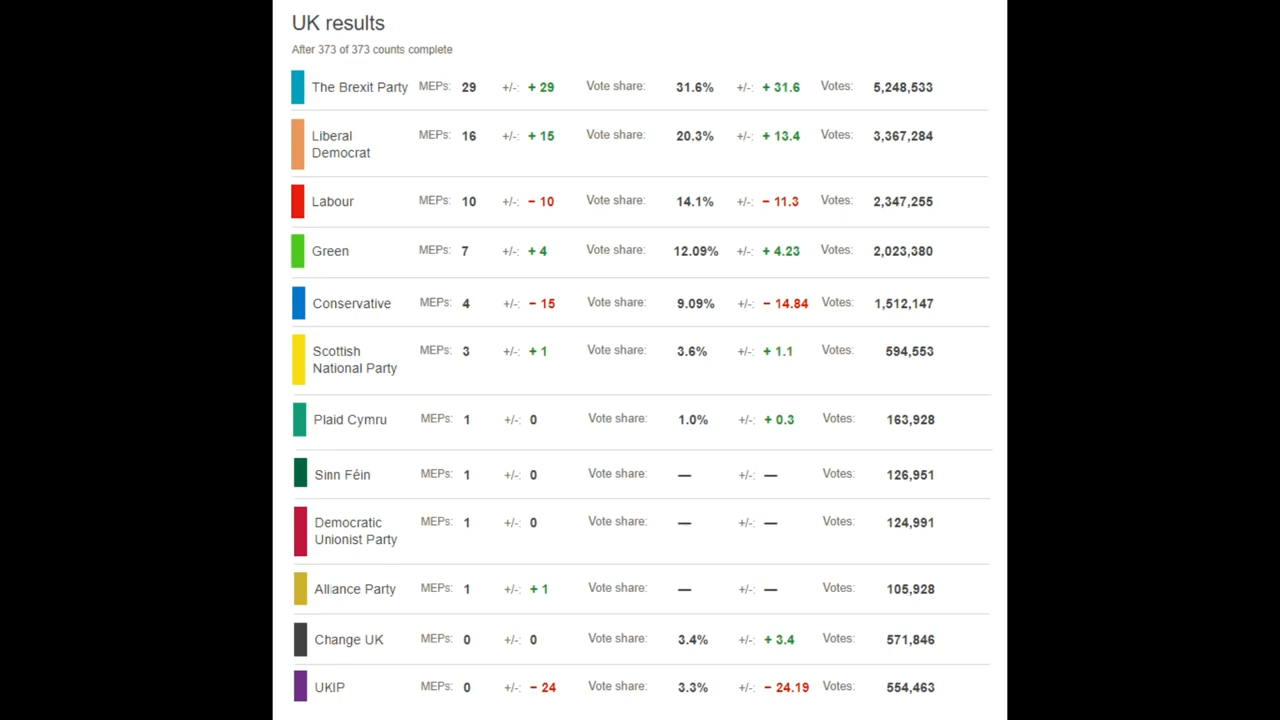 UK results
After 373 of 373 counts complete
The Brexit Party MEPs: 29 +/-: + 29 Vote share: 31.6% +/-: + 31.6 Votes: 5,248,533
Liberal Democrat MEPs: 16 +/-: + 15 Vote share: 20.3% +/-: + 13.4 Votes: 3,367,284
Labour MEPs: 10 +/-: − 10 Vote share: 14.1% +/-: − 11.3 Votes: 2,347,255
Green MEPs: 7 +/-: + 4 Vote share: 12.09% +/-: + 4.23 Votes: 2,023,380
Conservative MEPs: 4 +/-: − 15 Vote share: 9.09% +/-: − 14.84 Votes: 1,512,147
Scottish National Party MEPs: 3 +/-: + 1 Vote share: 3.6% +/-: + 1.1 Votes: 594,553
Plaid Cymru MEPs: 1 +/-: 0 Vote share: 1.0% +/-: + 0.3 Votes: 163,928
Sinn Féin MEPs: 1 +/-: 0 Vote share: — +/-: — Votes: 126,951
Democratic Unionist Party MEPs: 1 +/-: 0 Vote share: — +/-: — Votes: 124,991
Alliance Party MEPs: 1 +/-: + 1 Vote share: — +/-: — Votes: 105,928
Change UK MEPs: 0 +/-: 0 Vote share: 3.4% +/-: + 3.4 Votes: 571,846
UKIP MEPs: 0 +/-: − 24 Vote share: 3.3% +/-: − 24.19 Votes: 554,463